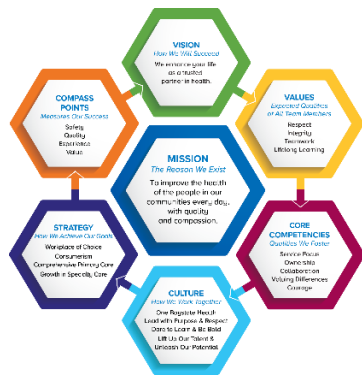 VISION
How We Will Succeed
We enhance your life
as a trusted
partner in health.
VALUES
Expected Qualities
of All Team Members
Respect
Integrity
Teamwork
Lifelong Learning
CORE
COMPETENCIES
Qualities We Foster
Service Focus
Ownership
Collaboration
Valuing Differences
Courage
CULTURE
How We Work Together
One Baystate Health
Lead with Purpose & Respect
Dare to Learn & Be Bold
Lift Up Our Talent &
Unleash Our Potential
STRATEGY
How We Achieve Our Goals
Workplace of Choice
Consumerism
Comprehensive Primary Care
Growth in Specialty Care
COMPASS
POINTS
Measures Our Success
Safety
Quality
Experience
Value
MISSION
The Reason We Exist
To improve the health
of the people in our
communities every day,
with quality
and compassion.